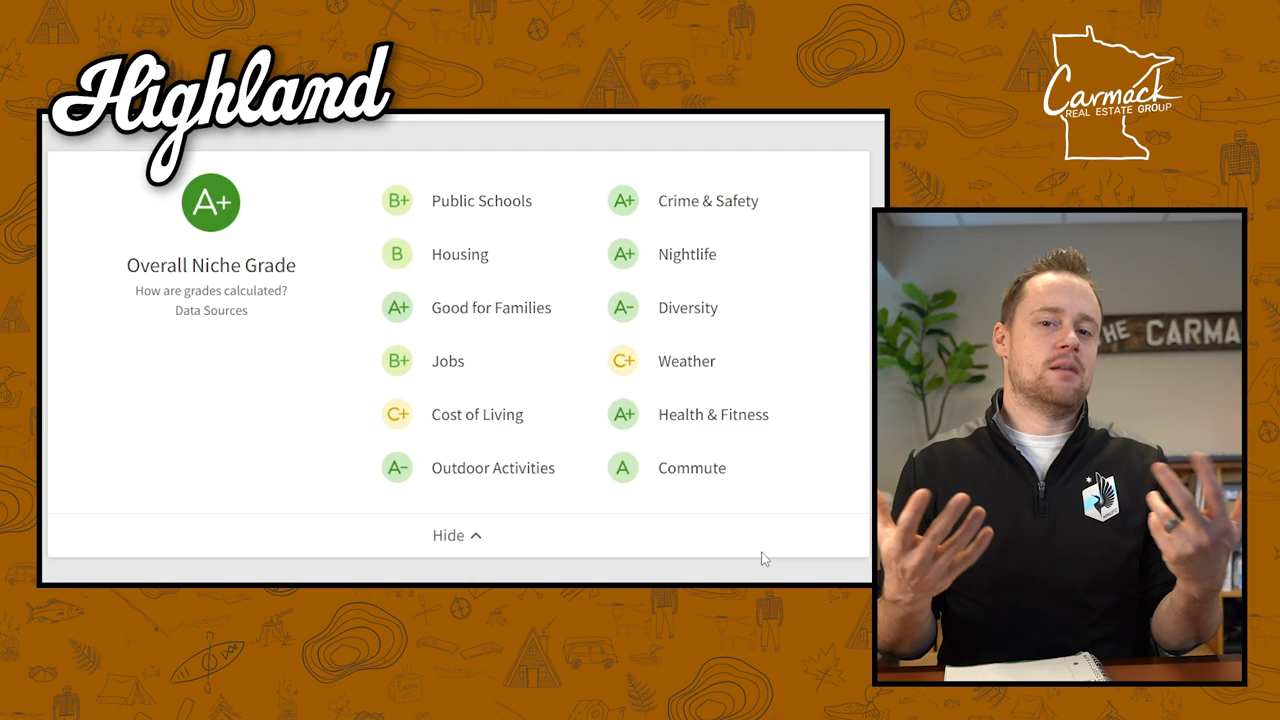 Highland
Carmack
REAL ESTATE GROUP
A+
Overall Niche Grade
How are grades calculated?
Data Sources
B+ Public Schools
B Housing
A+ Good for Families
B+ Jobs
C+ Cost of Living
A- Outdoor Activities
A+ Crime & Safety
A+ Nightlife
A- Diversity
C+ Weather
A+ Health & Fitness
A Commute
Hide
HE CARMA